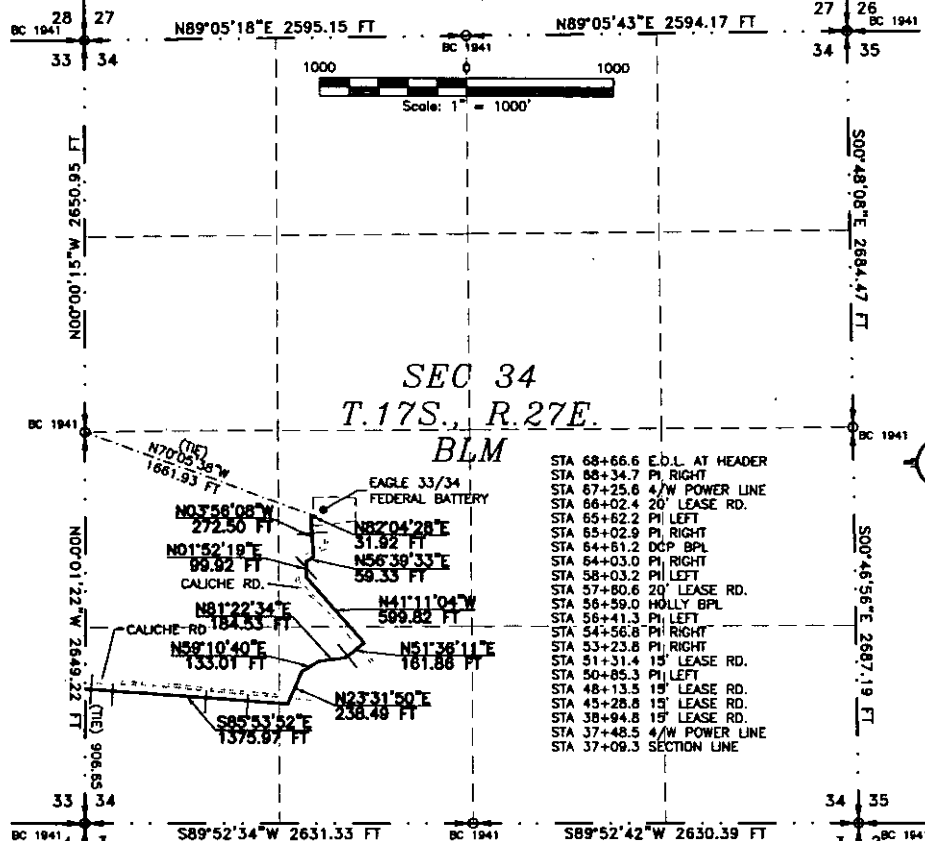 28 27
27 26
BC 1941
N89°05'18"E 2595.15 FT
N89°05'43"E 2594.17 FT
BC 1941
BC 1941
33 34
34 35
1000 0 1000
Scale: 1" = 1000'
N00°00'15"W 2650.95 FT
S00°48'08"E 2684.47 FT
SEC 34
T.17S., R.27E.
BLM
BC 1941
BC 1941
(TIE)
N70°05'38"W
1661.93 FT
EAGLE 33/34
FEDERAL BATTERY
N03°56'08"W
272.50 FT
N82°04'28"E
31.92 FT
N01°52'19"E
99.92 FT
N56°39'33"E
59.33 FT
CALICHE RD.
N41°11'04"W
599.82 FT
N81°22'34"E
184.53 FT
CALICHE RD
N51°36'11"E
161.86 FT
N59°10'40"E
133.01 FT
N23°31'50"E
238.49 FT
S85°53'52"E
1375.97 FT
N00°01'22"W 2649.22 FT
(TIE) 906.65
S00°46'56"E 2687.19 FT
STA 68+66.6 E.O.L. AT HEADER
STA 68+34.7 PI RIGHT
STA 67+25.6 4/W POWER LINE
STA 66+02.4 20' LEASE RD.
STA 65+62.2 PI LEFT
STA 65+02.9 PI RIGHT
STA 64+61.2 DCP BPL
STA 64+03.0 PI RIGHT
STA 58+03.2 PI LEFT
STA 57+60.6 20' LEASE RD.
STA 56+59.0 HOLLY BPL
STA 56+41.3 PI LEFT
STA 54+56.8 PI RIGHT
STA 53+23.8 PI RIGHT
STA 51+31.4 15' LEASE RD.
STA 50+85.3 PI LEFT
STA 48+13.5 15' LEASE RD.
STA 45+28.8 15' LEASE RD.
STA 38+94.8 15' LEASE RD.
STA 37+48.5 4/W POWER LINE
STA 37+09.3 SECTION LINE
33 34
34 35
BC 1941
S89°52'34"W 2631.33 FT
BC 1941
S89°52'42"W 2630.39 FT
BC 1941